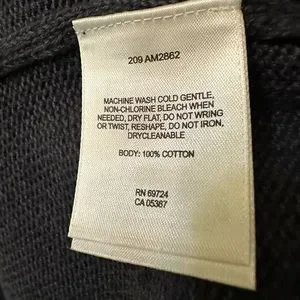 209 AM2862
MACHINE WASH COLD GENTLE,
NON-CHLORINE BLEACH WHEN
NEEDED, DRY FLAT, DO NOT WRING
OR TWIST, RESHAPE, DO NOT IRON,
DRYCLEANABLE
BODY: 100% COTTON
RN 69724
CA 05367